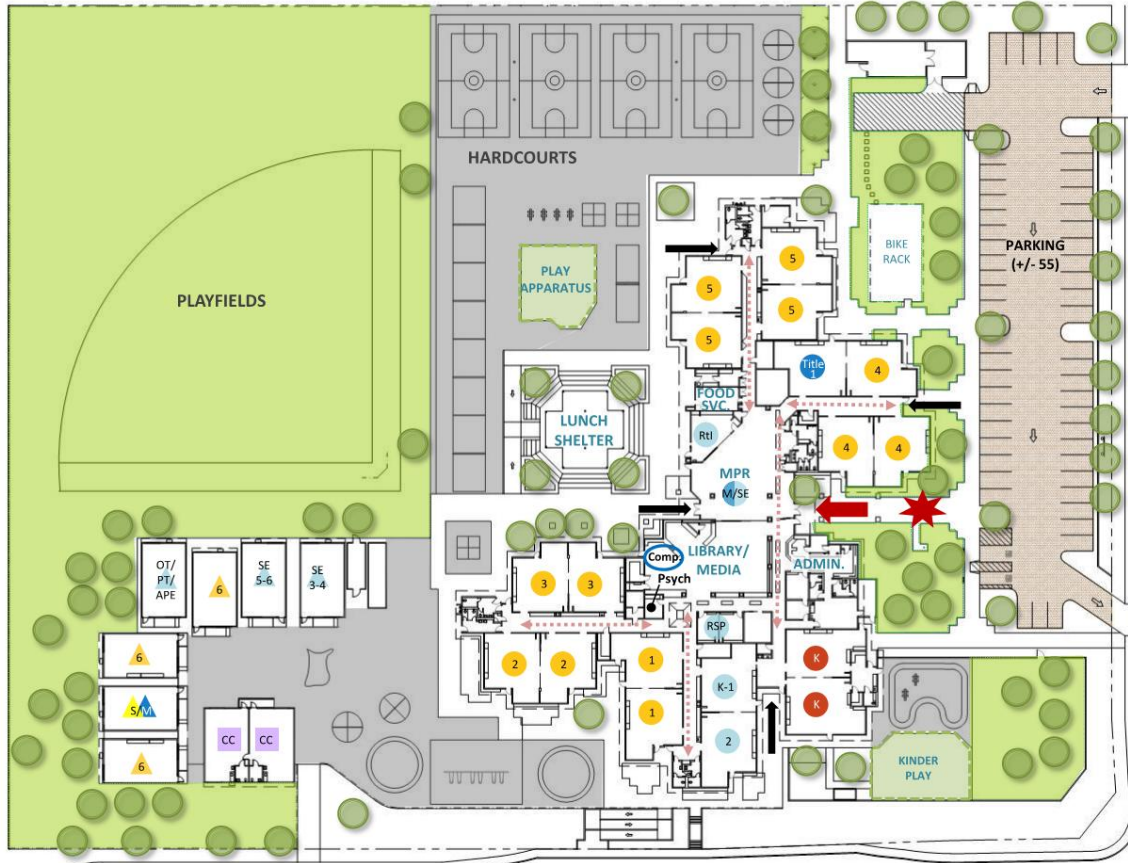 HARDCOURTS
PLAY
APPARATUS
PLAYFIELDS
BIKE
RACK
PARKING
(+/- 55)
5
5
5
5
Title
1
4
FOOD
SVC.
LUNCH
SHELTER
RtI
4
4
MPR
M/SE
LIBRARY/
MEDIA
Comp.
Psych
ADMIN.
OT/
PT/
APE
6
SE
5-6
SE
3-4
3
3
RSP
6
2
2
1
K-1
K
S/M
1
K
CC
CC
2
6
KINDER
PLAY